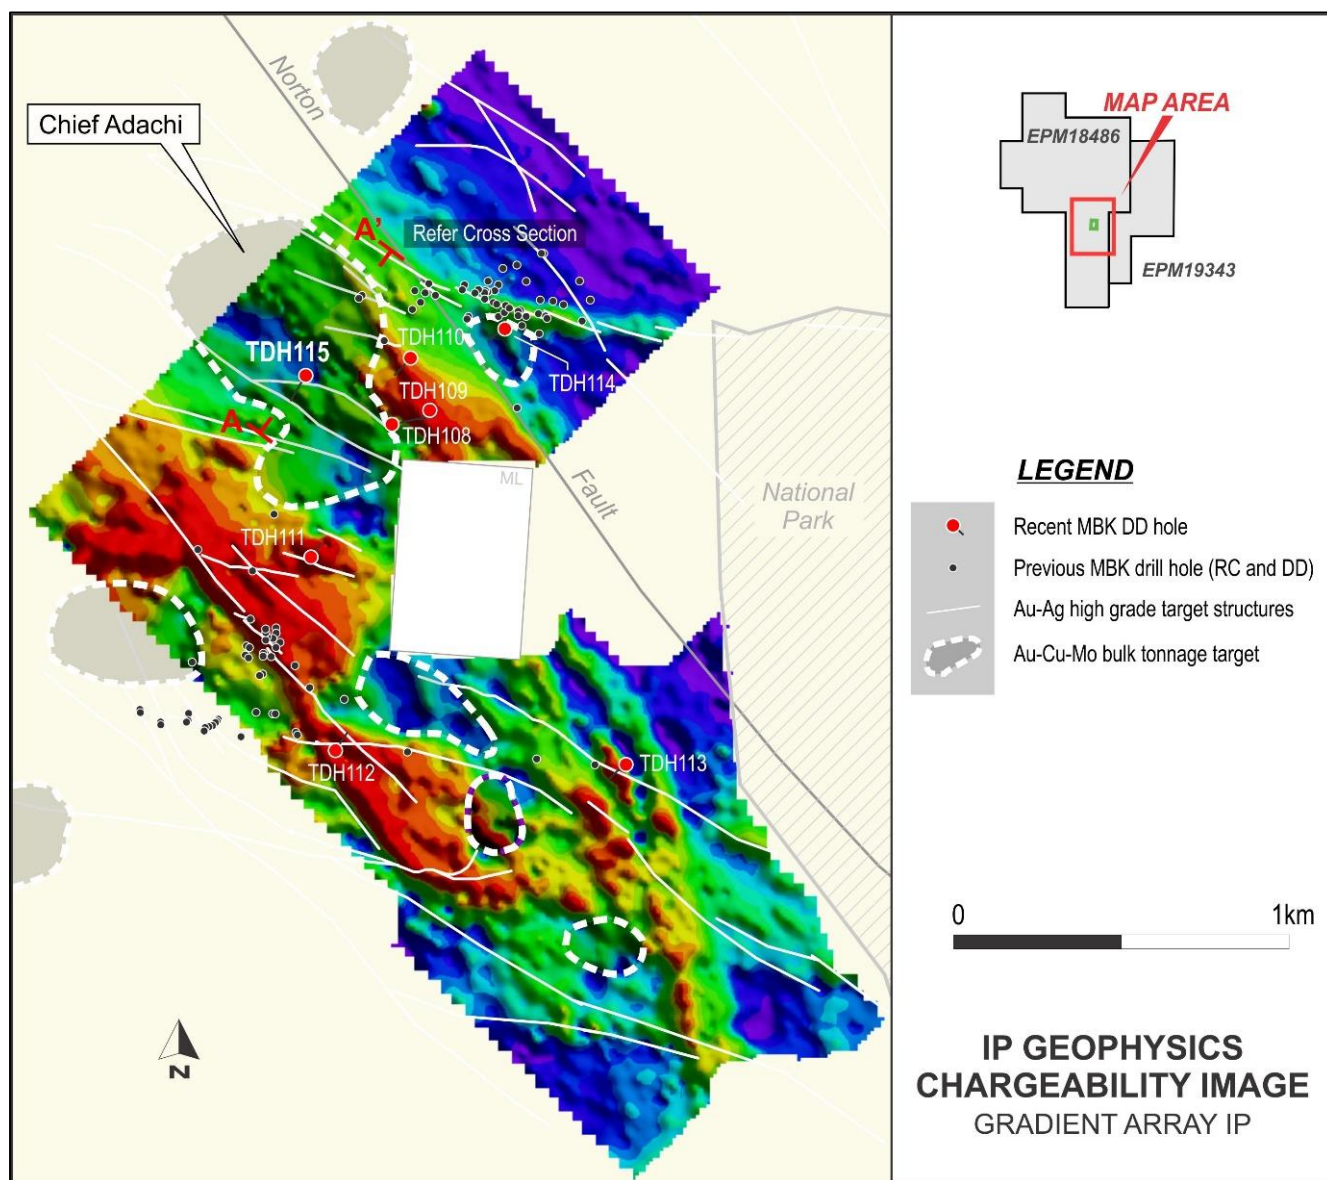 Norton
Chief Adachi
A'
Refer Cross Section
TDH110
TDH115
TDH114
TDH109
A
TDH108
ML
Fault
National
Park
TDH111
TDH113
TDH112
N
MAP AREA
EPM18486
EPM19343
LEGEND
Recent MBK DD hole
Previous MBK drill hole (RC and DD)
Au-Ag high grade target structures
Au-Cu-Mo bulk tonnage target
0 1km
IP GEOPHYSICS
CHARGEABILITY IMAGE
GRADIENT ARRAY IP